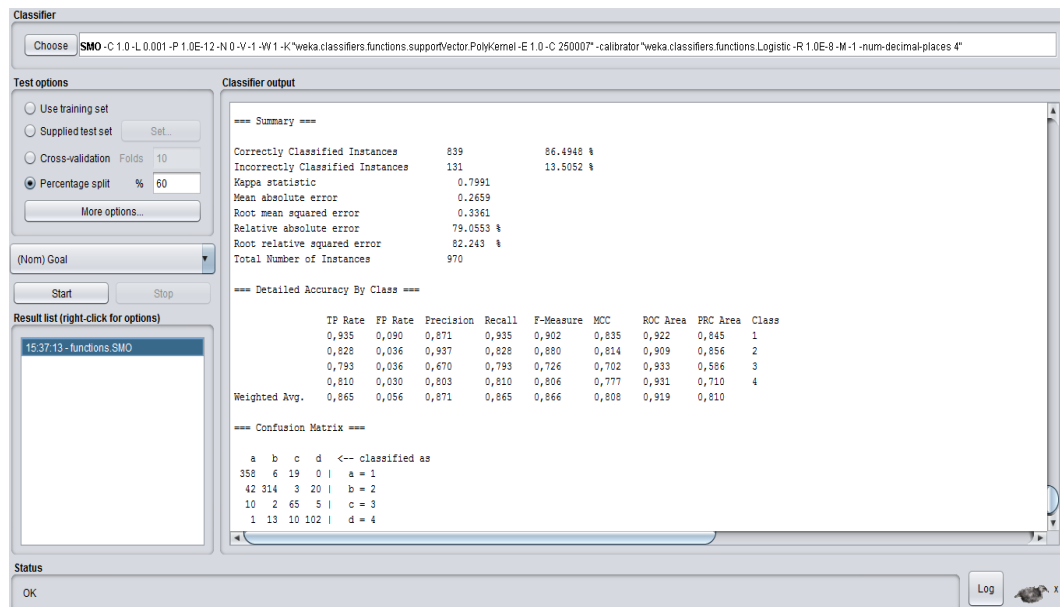 Classifier
Choose SMO -C 1.0 -L 0.001 -P 1.0E-12 -N 0 -V -1 -W 1 -K "weka.classifiers.functions.supportVector.PolyKernel -E 1.0 -C 250007" -calibrator "weka.classifiers.functions.Logistic -R 1.0E-8 -M -1 -num-decimal-places 4"
Test options
Use training set
Supplied test set Set...
Cross-validation Folds 10
Percentage split % 60
More options...
(Nom) Goal
Start Stop
Result list (right-click for options)
15:37:13 - functions.SMO
Classifier output
=== Summary ===
Correctly Classified Instances 839 86.4948 %
Incorrectly Classified Instances 131 13.5052 %
Kappa statistic 0.7991
Mean absolute error 0.2659
Root mean squared error 0.3361
Relative absolute error 79.0553 %
Root relative squared error 82.243 %
Total Number of Instances 970
=== Detailed Accuracy By Class ===
TP Rate FP Rate Precision Recall F-Measure MCC ROC Area PRC Area Class
0,935 0,090 0,871 0,935 0,902 0,835 0,922 0,845 1
0,828 0,036 0,937 0,828 0,880 0,814 0,909 0,856 2
0,793 0,036 0,670 0,793 0,726 0,702 0,933 0,586 3
0,810 0,030 0,803 0,810 0,806 0,777 0,931 0,710 4
Weighted Avg. 0,865 0,056 0,871 0,865 0,866 0,808 0,919 0,810
=== Confusion Matrix ===
a b c d <-- classified as
358 6 19 0 | a = 1
42 314 3 20 | b = 2
10 2 65 5 | c = 3
1 13 10 102 | d = 4
Status
OK
Log
x